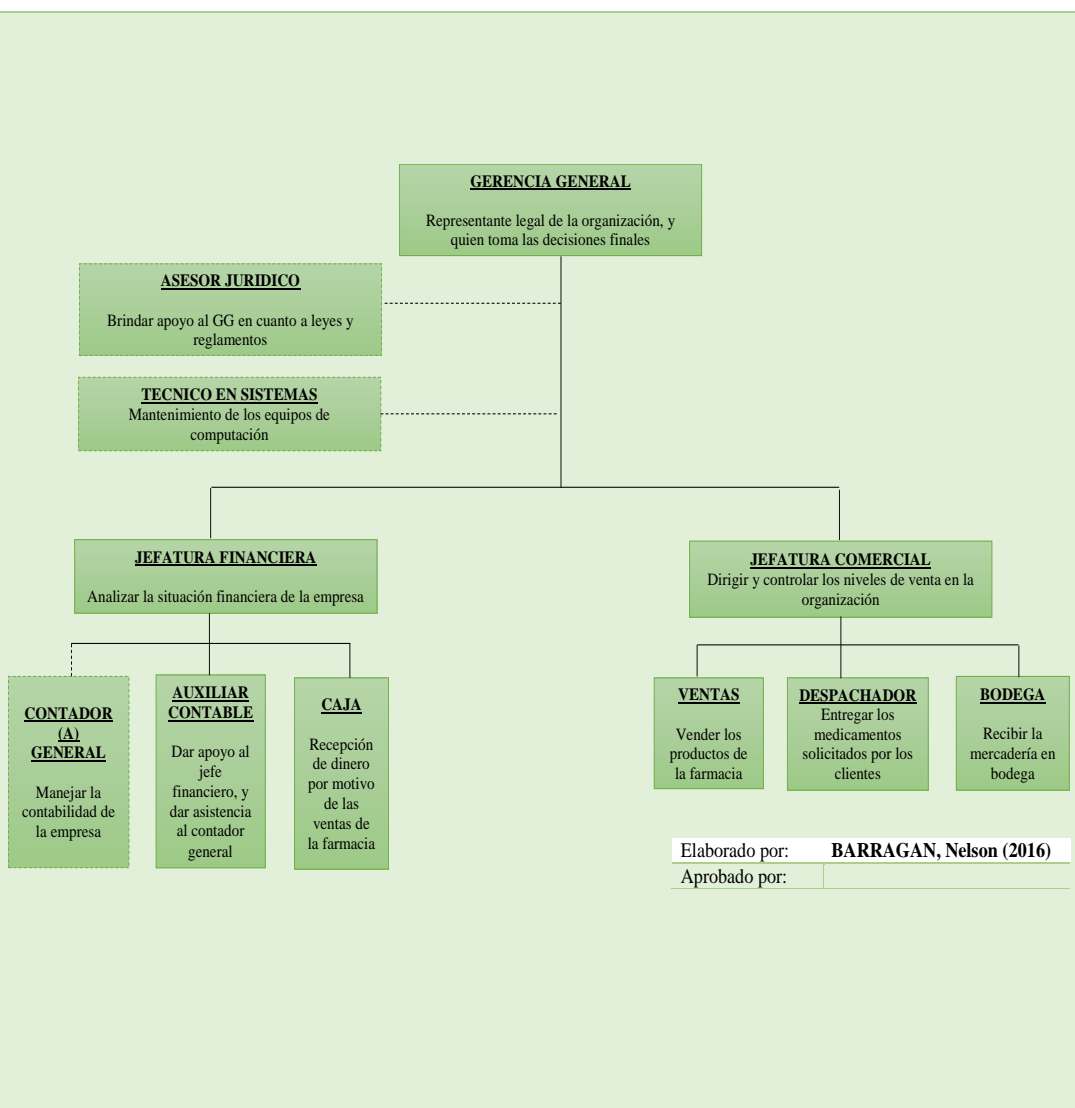 GERENCIA GENERAL
Representante legal de la organización, y
quien toma las decisiones finales
ASESOR JURIDICO
Brindar apoyo al GG en cuanto a leyes y
reglamentos
TECNICO EN SISTEMAS
Mantenimiento de los equipos de
computación
JEFATURA FINANCIERA
Analizar la situación financiera de la empresa
JEFATURA COMERCIAL
Dirigir y controlar los niveles de venta en la
organización
CONTADOR
(A)
GENERAL
Manejar la
contabilidad de
la empresa
AUXILIAR
CONTABLE
Dar apoyo al
jefe
financiero, y
dar asistencia
al contador
general
CAJA
Recepción
de dinero
por motivo
de las
ventas de
la farmacia
VENTAS
Vender los
productos de
la farmacia
DESPACHADOR
Entregar los
medicamentos
solicitados por los
clientes
BODEGA
Recibir la
mercadería en
bodega
Elaborado por: BARRAGAN, Nelson (2016)
Aprobado por: